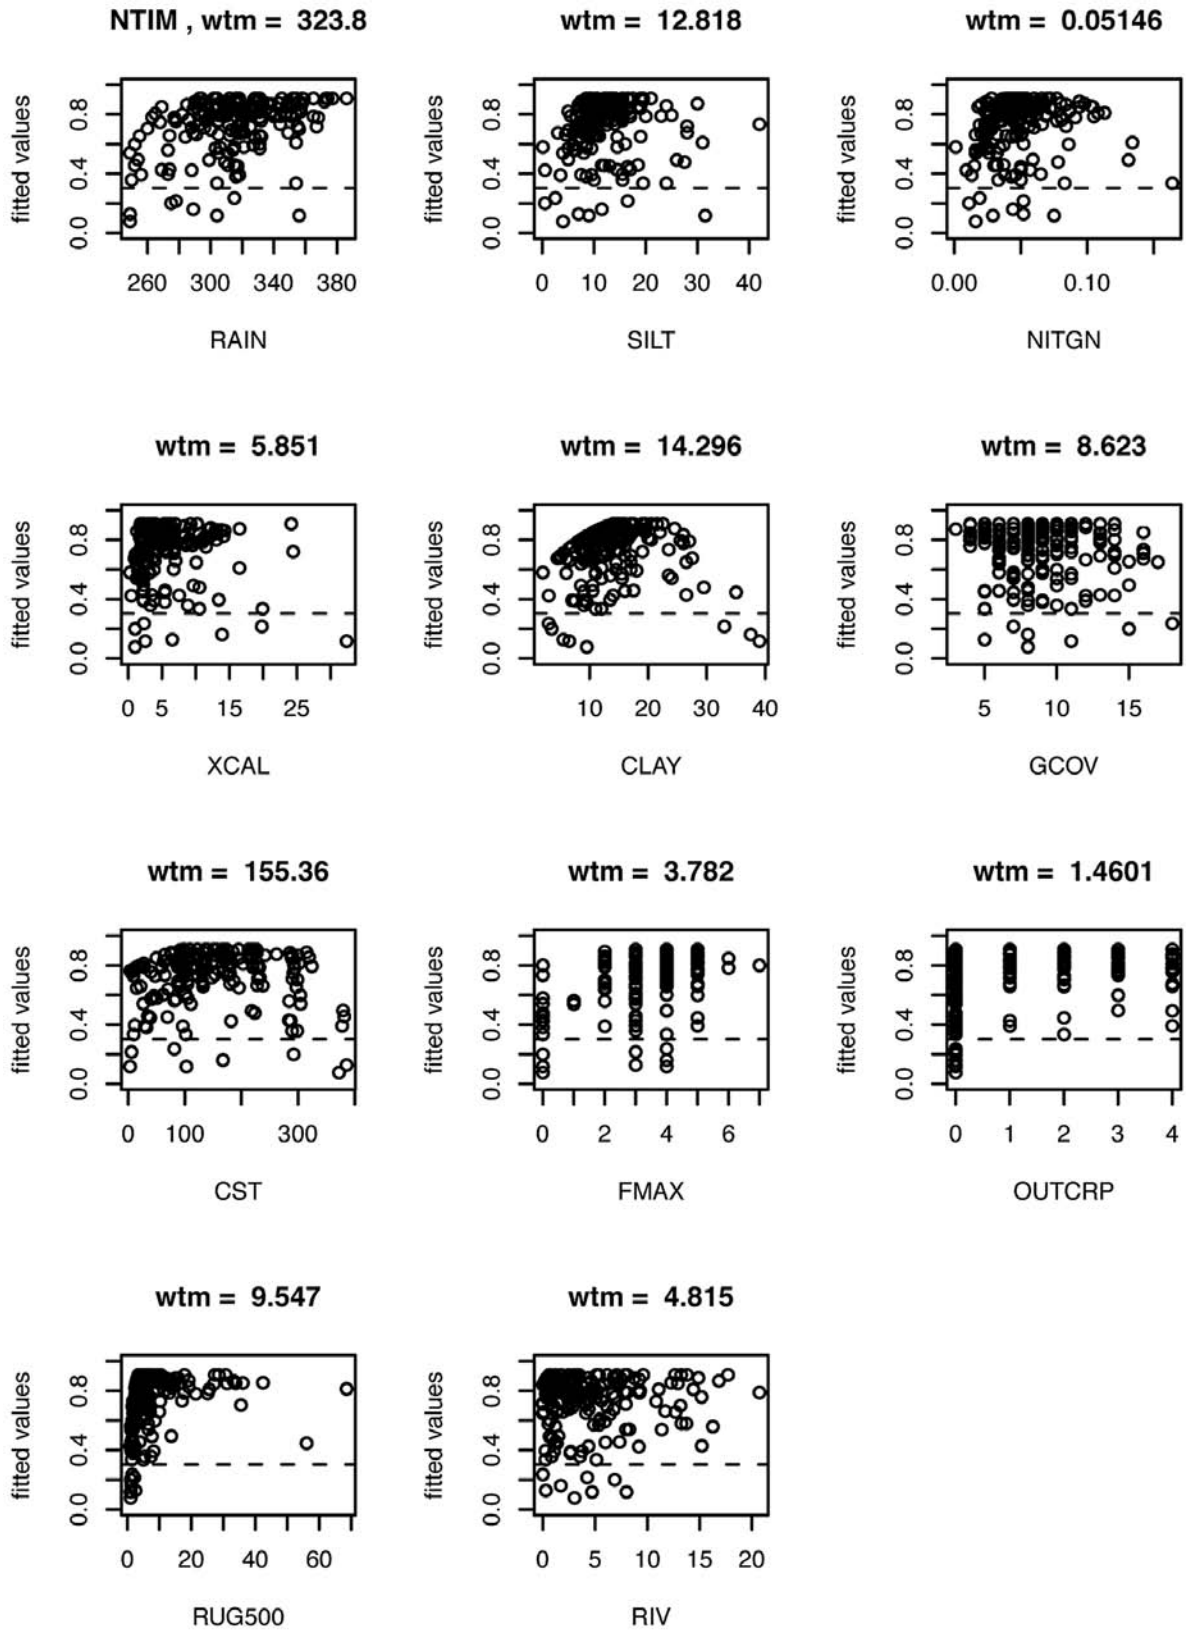 NTIM , wtm = 323.8
wtm = 12.818
wtm = 0.05146
fitted values
0.0 0.4 0.8
260 300 340 380
RAIN
fitted values
0.0 0.4 0.8
0 10 20 30 40
SILT
fitted values
0.0 0.4 0.8
0.00 0.10
NITGN
wtm = 5.851
wtm = 14.296
wtm = 8.623
fitted values
0.0 0.4 0.8
0 5 15 25
XCAL
fitted values
0.0 0.4 0.8
10 20 30 40
CLAY
fitted values
0.0 0.4 0.8
5 10 15
GCOV
wtm = 155.36
wtm = 3.782
wtm = 1.4601
fitted values
0.0 0.4 0.8
0 100 300
CST
fitted values
0.0 0.4 0.8
0 2 4 6
FMAX
fitted values
0.0 0.4 0.8
0 1 2 3 4
OUTCRP
wtm = 9.547
wtm = 4.815
fitted values
0.0 0.4 0.8
0 20 40 60
RUG500
fitted values
0.0 0.4 0.8
0 5 10 15 20
RIV